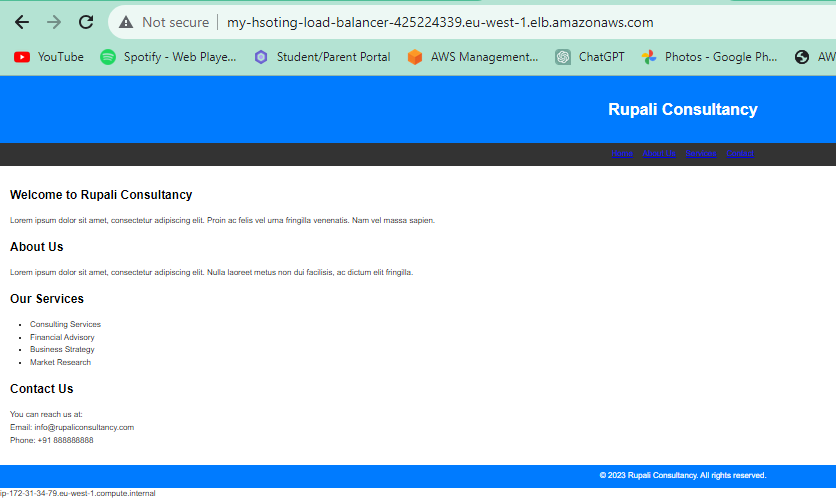 Not secure | my-hsoting-load-balancer-425224339.eu-west-1.elb.amazonaws.com
YouTube Spotify - Web Playe... Student/Parent Portal AWS Management... ChatGPT Photos - Google Ph... AW
Rupali Consultancy
Home About Us Services Contact
Welcome to Rupali Consultancy
Lorem ipsum dolor sit amet, consectetur adipiscing elit. Proin ac felis vel urna fringilla venenatis. Nam vel massa sapien.
About Us
Lorem ipsum dolor sit amet, consectetur adipiscing elit. Nulla laoreet metus non dui facilisis, ac dictum elit fringilla.
Our Services
• Consulting Services
• Financial Advisory
• Business Strategy
• Market Research
Contact Us
You can reach us at:
Email: info@rupaliconsultancy.com
Phone: +91 888888888
© 2023 Rupali Consultancy. All rights reserved.
ip-172-31-34-79.eu-west-1.compute.internal